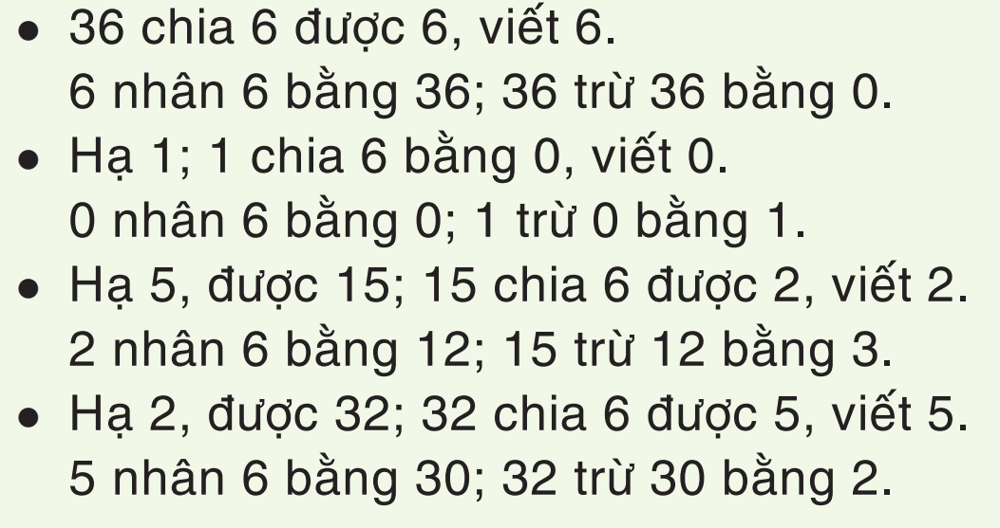 • 36 chia 6 được 6, viết 6.
6 nhân 6 bằng 36; 36 trừ 36 bằng 0.
• Hạ 1; 1 chia 6 bằng 0, viết 0.
0 nhân 6 bằng 0; 1 trừ 0 bằng 1.
• Hạ 5, được 15; 15 chia 6 được 2, viết 2.
2 nhân 6 bằng 12; 15 trừ 12 bằng 3.
• Hạ 2, được 32; 32 chia 6 được 5, viết 5.
5 nhân 6 bằng 30; 32 trừ 30 bằng 2.